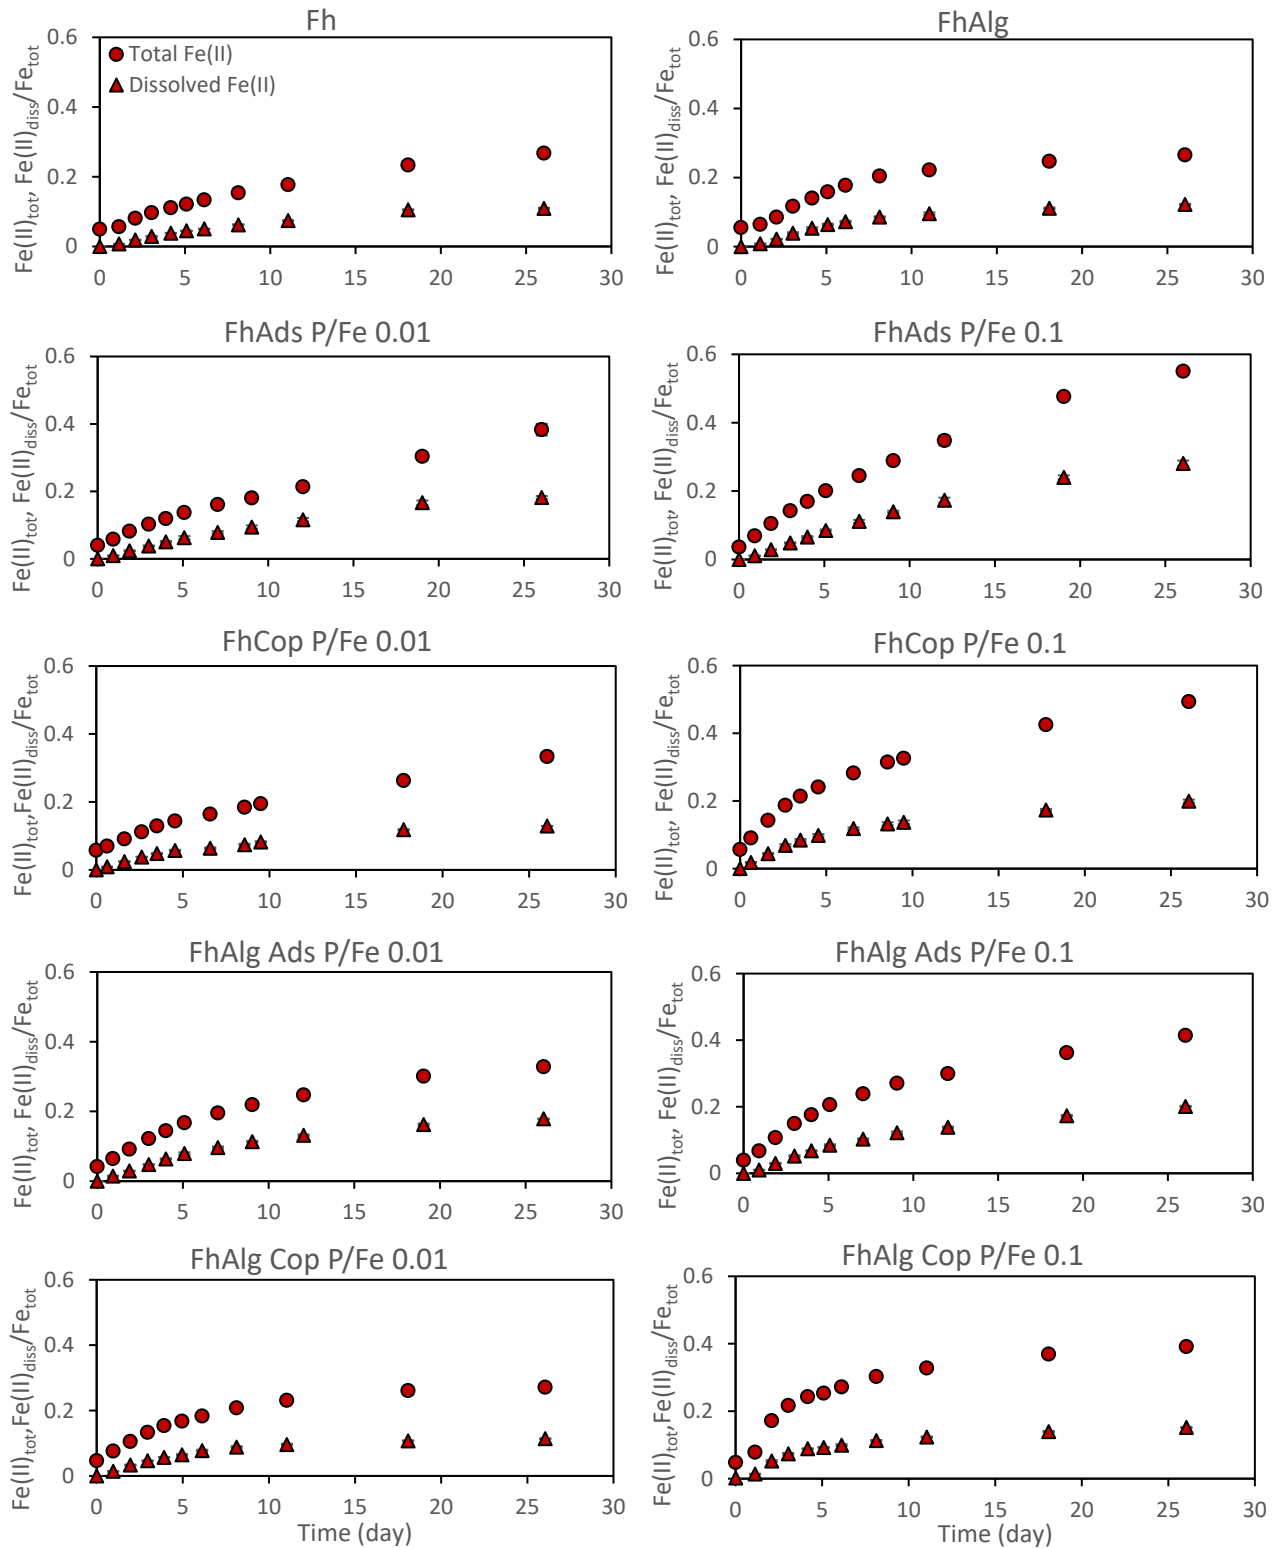 Fh
Fe(II)tot, Fe(II)diss/Fetot
0.6
0.4
0.2
0
Total Fe(II)
Dissolved Fe(II)
0 5 10 15 20 25 30
FhAlg
Fe(II)tot, Fe(II)diss/Fetot
0.6
0.4
0.2
0
0 5 10 15 20 25 30
FhAds P/Fe 0.01
Fe(II)tot, Fe(II)diss/Fetot
0.6
0.4
0.2
0
0 5 10 15 20 25 30
FhAds P/Fe 0.1
Fe(II)tot, Fe(II)diss/Fetot
0.6
0.4
0.2
0
0 5 10 15 20 25 30
FhCop P/Fe 0.01
Fe(II)tot,Fe(II)diss/Fetot
0.6
0.4
0.2
0
0 5 10 15 20 25 30
FhCop P/Fe 0.1
Fe(II)tot, Fe(II)diss/Fetot
0.6
0.4
0.2
0
0 5 10 15 20 25 30
FhAlg Ads P/Fe 0.01
Fe(II)tot, Fe(II)diss/Fetot
0.6
0.4
0.2
0
0 5 10 15 20 25 30
FhAlg Ads P/Fe 0.1
Fe(II)tot, Fe(II)diss/Fetot
0.6
0.4
0.2
0
0 5 10 15 20 25 30
FhAlg Cop P/Fe 0.01
Fe(II)tot,Fe(II)diss/Fetot
0.6
0.4
0.2
0
0 5 10 15 20 25 30
Time (day)
FhAlg Cop P/Fe 0.1
Fe(II)tot,Fe(II)diss/Fetot
0.6
0.4
0.2
0
0 5 10 15 20 25 30
Time (day)